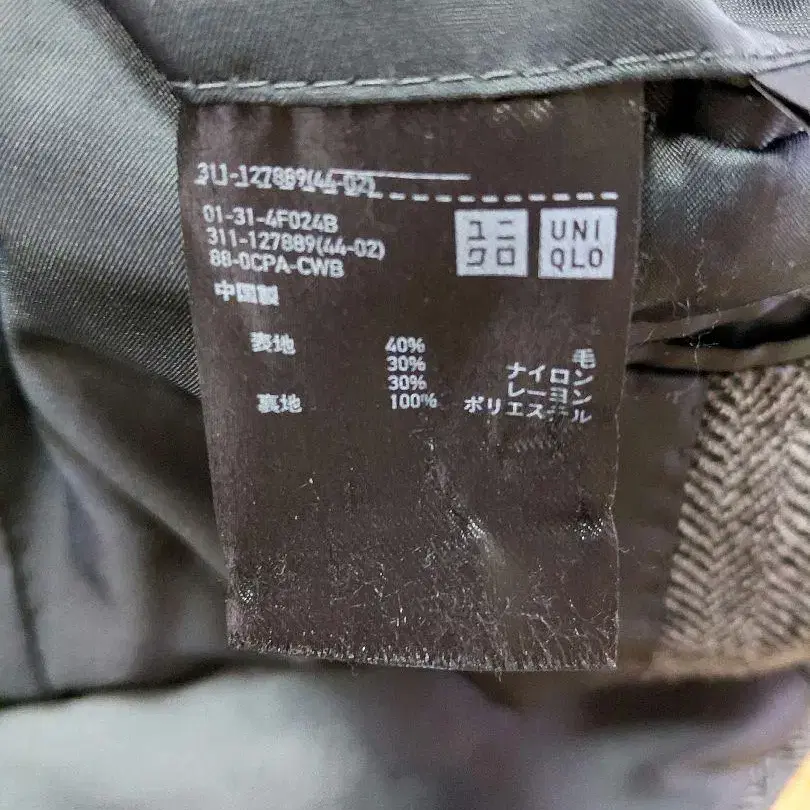 311-127889(44-02)
01-31-4F024B
311-127889(44-02)
88-0CPA-CWB
中国製
ユニ
クロ
UNI
QLO
表地 40% 毛
30% ナイロン
30% レーヨン
裏地 100% ポリエステル